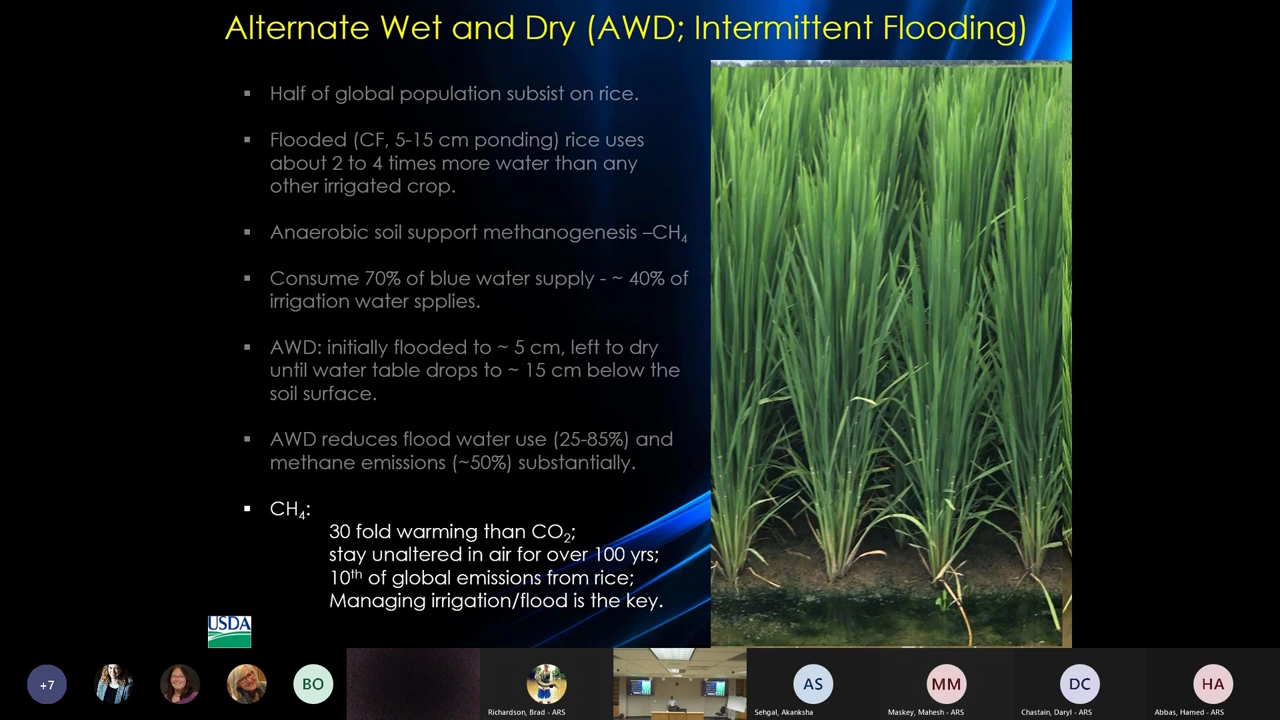 Alternate Wet and Dry (AWD; Intermittent Flooding)
▪ Half of global population subsist on rice.
▪ Flooded (CF, 5-15 cm ponding) rice uses
about 2 to 4 times more water than any
other irrigated crop.
▪ Anaerobic soil support methanogenesis –CH₄
▪ Consume 70% of blue water supply - ~ 40% of
irrigation water spplies.
▪ AWD: initially flooded to ~ 5 cm, left to dry
until water table drops to ~ 15 cm below the
soil surface.
▪ AWD reduces flood water use (25-85%) and
methane emissions (~50%) substantially.
▪ CH₄:
30 fold warming than CO₂;
stay unaltered in air for over 100 yrs;
10th of global emissions from rice;
Managing irrigation/flood is the key.
USDA
+7
BO
Richardson, Brad - ARS
AS
Sehgal, Akanksha
MM
Maskey, Mahesh - ARS
DC
Chastain, Daryl - ARS
HA
Abbas, Hamed - ARS